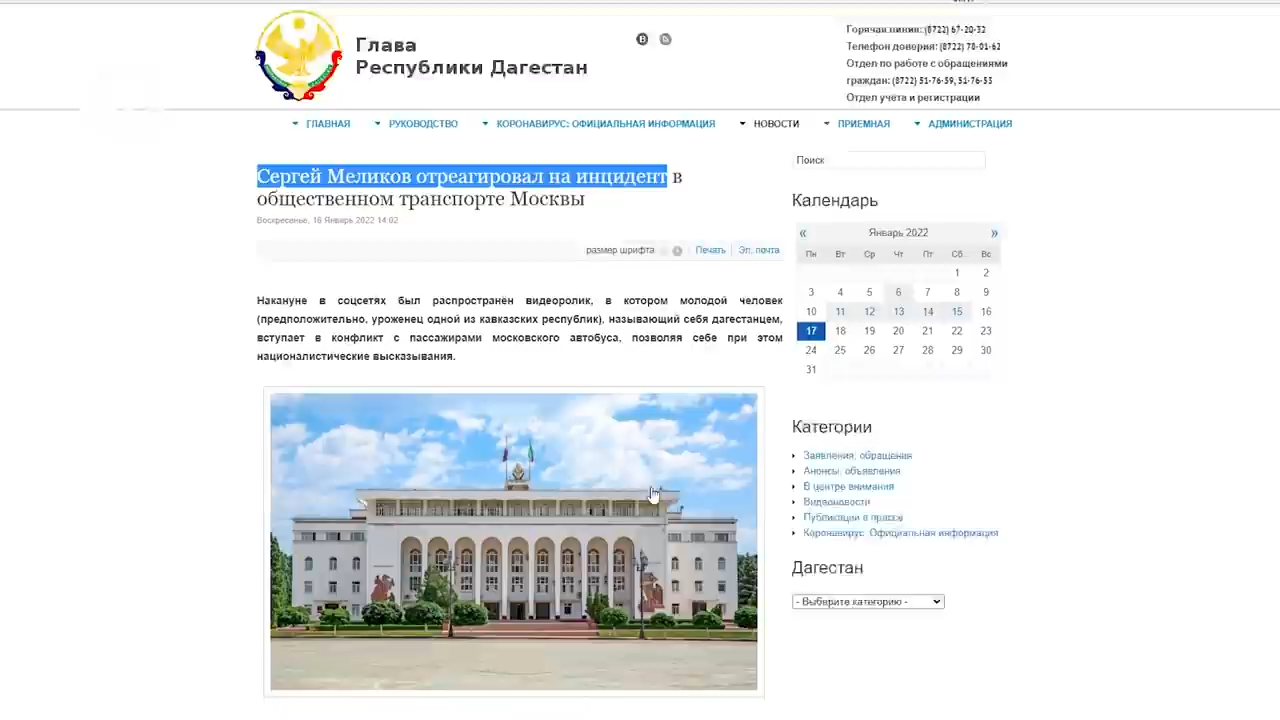 Глава
Республики Дагестан
Горячая линия: (8722) 67-20-32
Телефон доверия: (8722) 78-01-62
Отдел по работе с обращениями
граждан: (8722) 51-76-59, 51-76-53
Отдел учёта и регистрации
ГЛАВНАЯ РУКОВОДСТВО КОРОНАВИРУС: ОФИЦИАЛЬНАЯ ИНФОРМАЦИЯ НОВОСТИ ПРИЕМНАЯ АДМИНИСТРАЦИЯ
Сергей Меликов отреагировал на инцидент в
общественном транспорте Москвы
Воскресенье, 16 Январь 2022 14:02
размер шрифта Печать Эл. почта
Накануне в соцсетях был распространён видеоролик, в котором молодой человек
(предположительно, уроженец одной из кавказских республик), называющий себя дагестанцем,
вступает в конфликт с пассажирами московского автобуса, позволяя себе при этом
националистические высказывания.
Поиск
Календарь
« Январь 2022 »
Пн Вт Ср Чт Пт Сб Вс
1 2
3 4 5 6 7 8 9
10 11 12 13 14 15 16
17 18 19 20 21 22 23
24 25 26 27 28 29 30
31
Категории
Заявления, обращения
Анонсы, объявления
В центре внимания
Видеоновости
Публикации в прессе
Коронавирус: Официальная информация
Дагестан
- Выберите категорию -